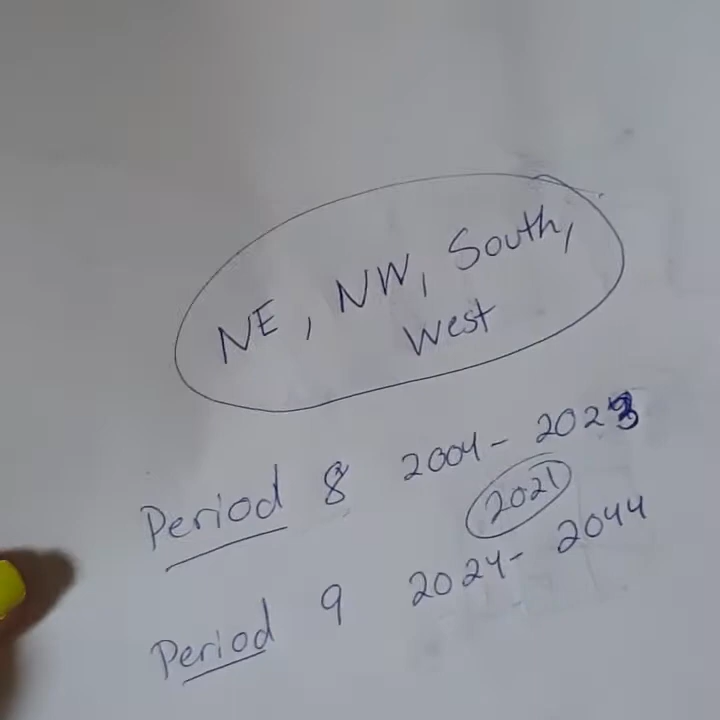 NE, NW, South,
West
Period 8 2004- 2023
2021
Period 9 2024- 2044